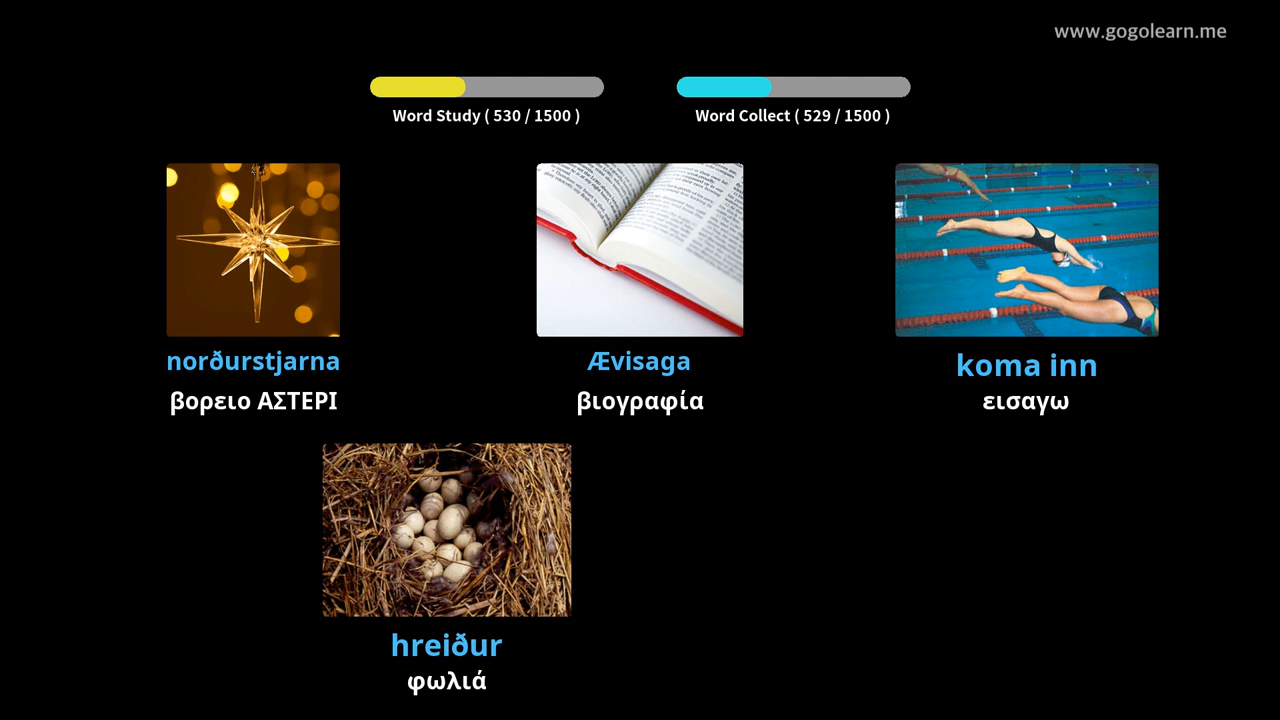 www.gogolearn.me
Word Study ( 530 / 1500 )
Word Collect ( 529 / 1500 )
norðurstjarna
βορειο ΑΣΤΕΡΙ
Ævisaga
βιογραφία
koma inn
εισαγω
hreiður
φωλιά